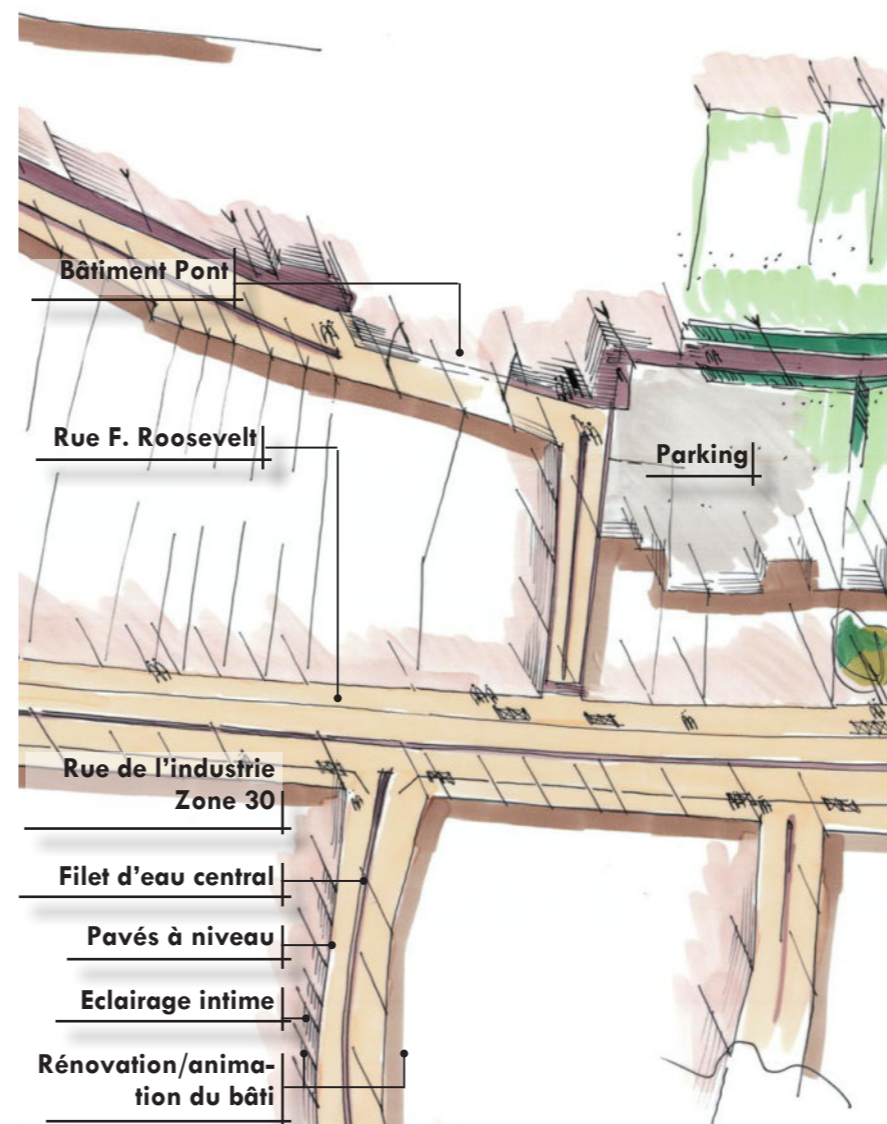 Bâtiment Pont
Rue F. Roosevelt
Parking
Rue de l'industrie
Zone 30
Filet d'eau central
Pavés à niveau
Eclairage intime
Rénovation/anima-
tion du bâti